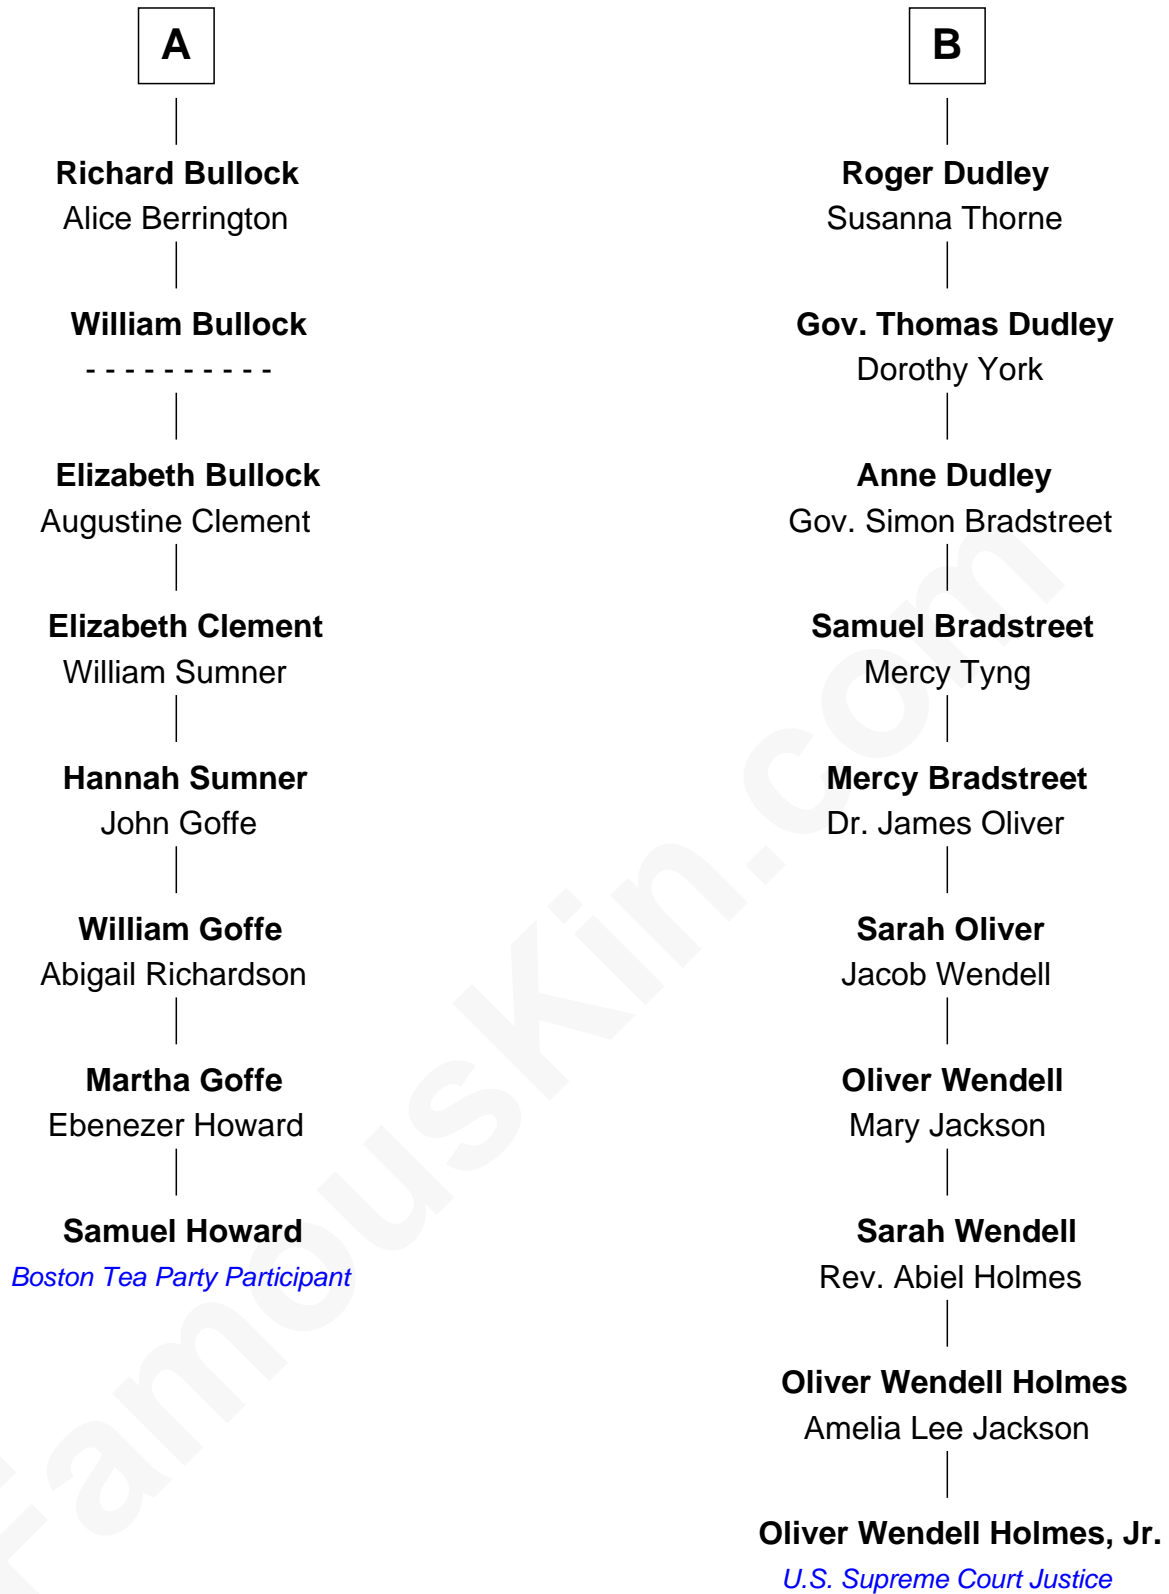 A
Richard Bullock
Alice Berrington
William Bullock
- - - - - - - - - -
Elizabeth Bullock
Augustine Clement
Elizabeth Clement
William Sumner
Hannah Sumner
John Goffe
William Goffe
Abigail Richardson
Martha Goffe
Ebenezer Howard
Samuel Howard
Boston Tea Party Participant
B
Roger Dudley
Susanna Thorne
Gov. Thomas Dudley
Dorothy York
Anne Dudley
Gov. Simon Bradstreet
Samuel Bradstreet
Mercy Tyng
Mercy Bradstreet
Dr. James Oliver
Sarah Oliver
Jacob Wendell
Oliver Wendell
Mary Jackson
Sarah Wendell
Rev. Abiel Holmes
Oliver Wendell Holmes
Amelia Lee Jackson
Oliver Wendell Holmes, Jr.
U.S. Supreme Court Justice
FamousKin.com